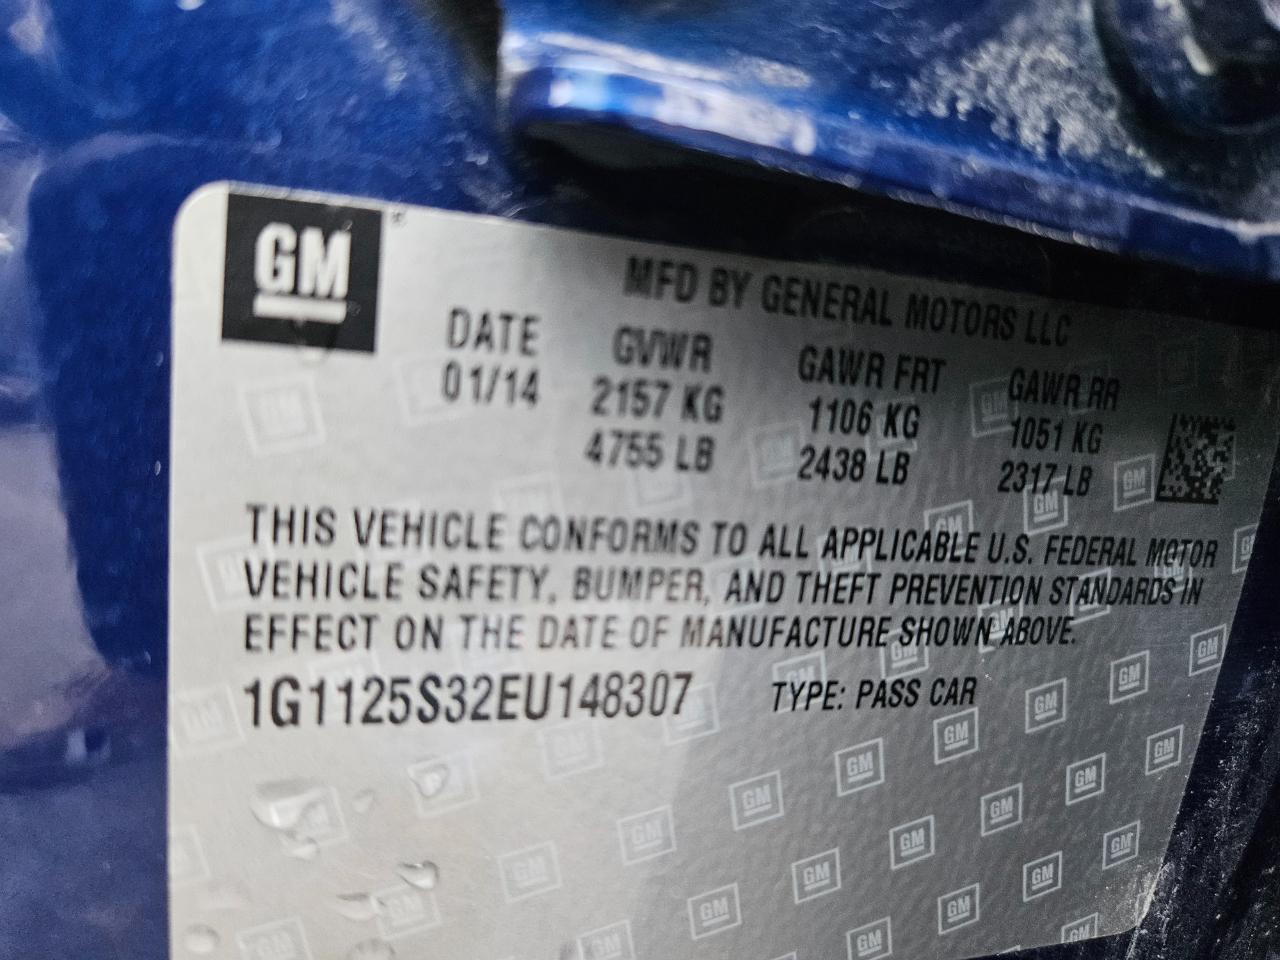 GM
MFD BY GENERAL MOTORS LLC
DATE GVWR GAWR FRT GAWR RR
01/14 2157 KG 1106 KG 1051 KG
4755 LB 2438 LB 2317 LB
THIS VEHICLE CONFORMS TO ALL APPLICABLE U.S. FEDERAL MOTOR
VEHICLE SAFETY, BUMPER, AND THEFT PREVENTION STANDARDS IN
EFFECT ON THE DATE OF MANUFACTURE SHOWN ABOVE.
1G1125S32EU148307 TYPE: PASS CAR